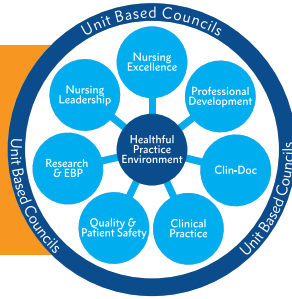 Unit Based Councils
Nursing
Excellence
Nursing
Leadership
Professional
Development
Healthful
Practice
Environment
Research
& EBP
Clin-Doc
Quality &
Patient Safety
Clinical
Practice
Unit Based Councils
Unit Based Councils